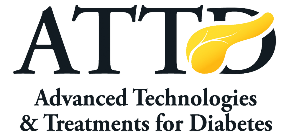 ATTD
Advanced Technologies
& Treatments for Diabetes